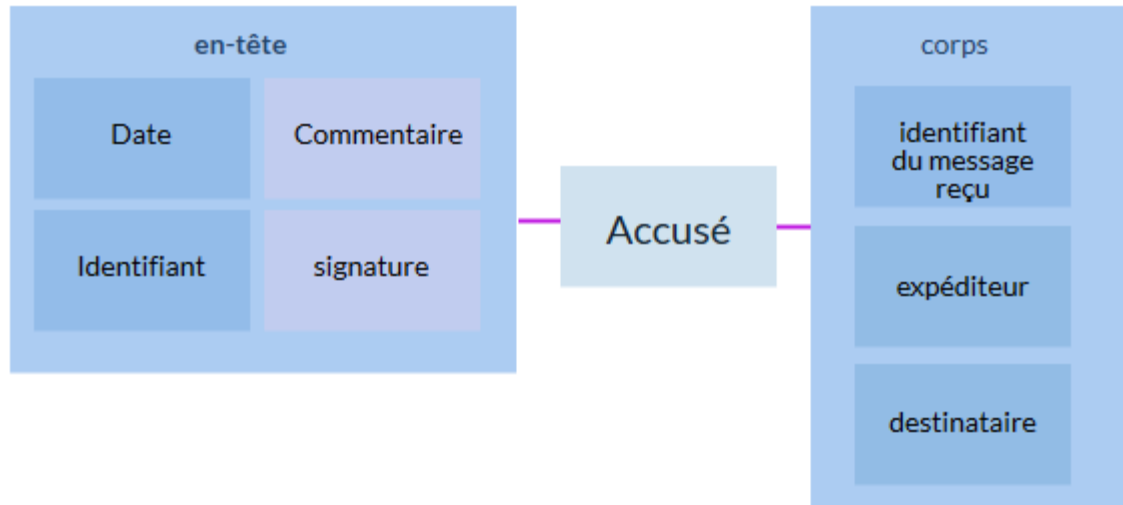 en-tête
Date
Commentaire
Identifiant
signature
Accusé
corps
identifiant
du message
reçu
expéditeur
destinataire